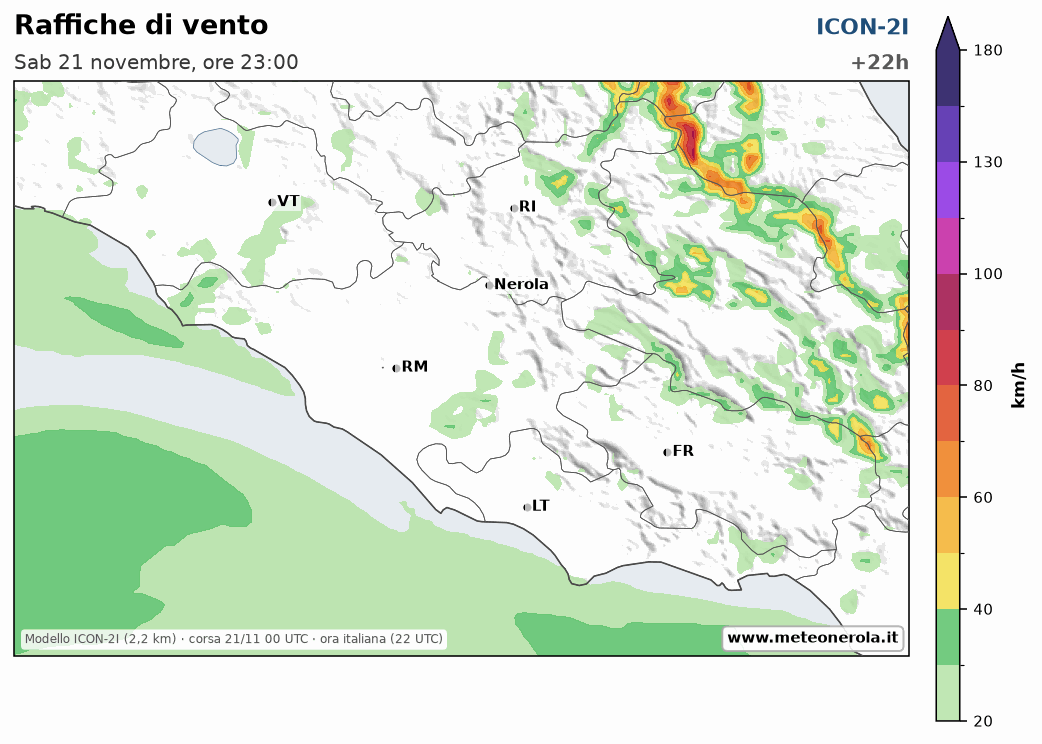 Raffiche di vento
ICON-2I
Sab 21 novembre, ore 23:00
+22h
180
130
100
80
60
40
20
km/h
VT
RI
Nerola
RM
FR
LT
Modello ICON-2I (2,2 km) · corsa 21/11 00 UTC · ora italiana (22 UTC)
www.meteonerola.it